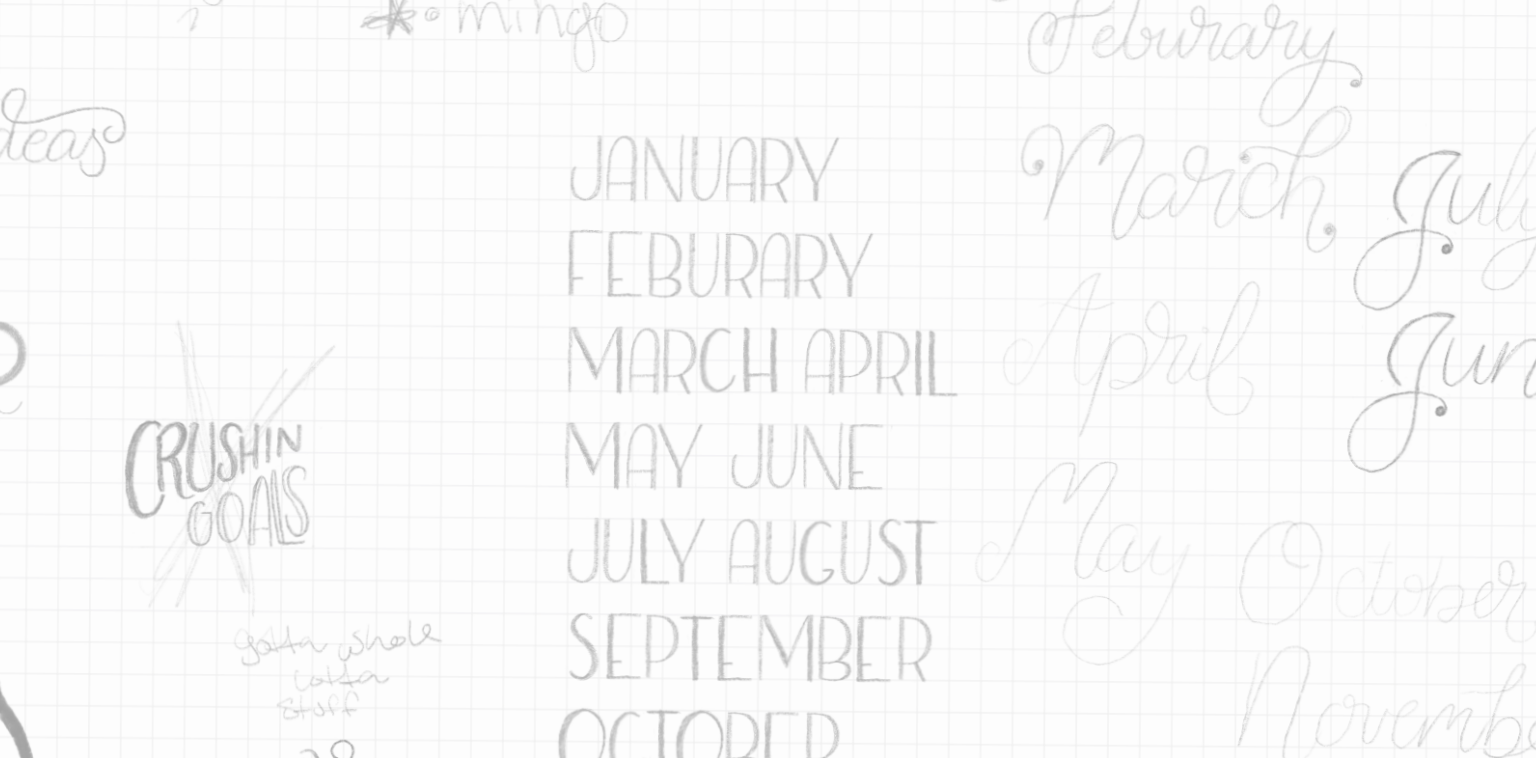 mingo
Feburary
deas
JANUARY
March
July
FEBURARY
MARCH APRIL
April
Jun
CRUSHIN
GOALS
MAY JUNE
May
JULY AUGUST
October
gotta whole
lotta
stuff
SEPTEMBER
Novemb
OCTOBER